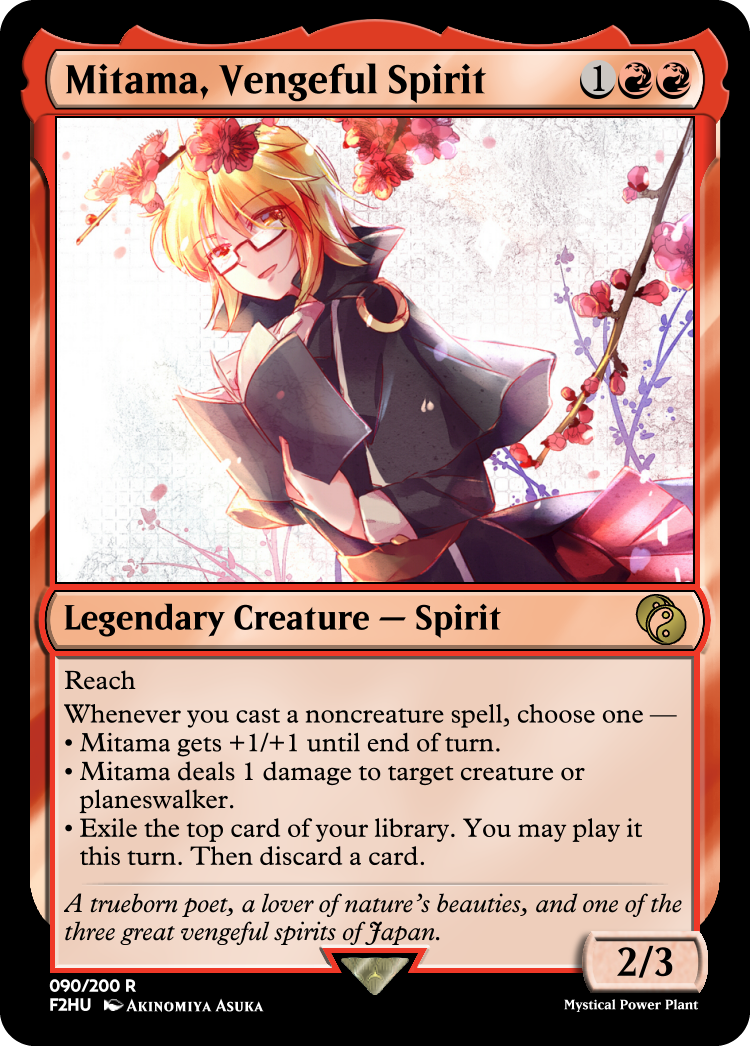 Mitama, Vengeful Spirit 1
Legendary Creature — Spirit
Reach
Whenever you cast a noncreature spell, choose one —
• Mitama gets +1/+1 until end of turn.
• Mitama deals 1 damage to target creature or
planeswalker.
• Exile the top card of your library. You may play it
this turn. Then discard a card.
A trueborn poet, a lover of nature's beauties, and one of the
three great vengeful spirits of Japan.
2/3
090/200 R
F2HU Akinomiya Asuka
Mystical Power Plant